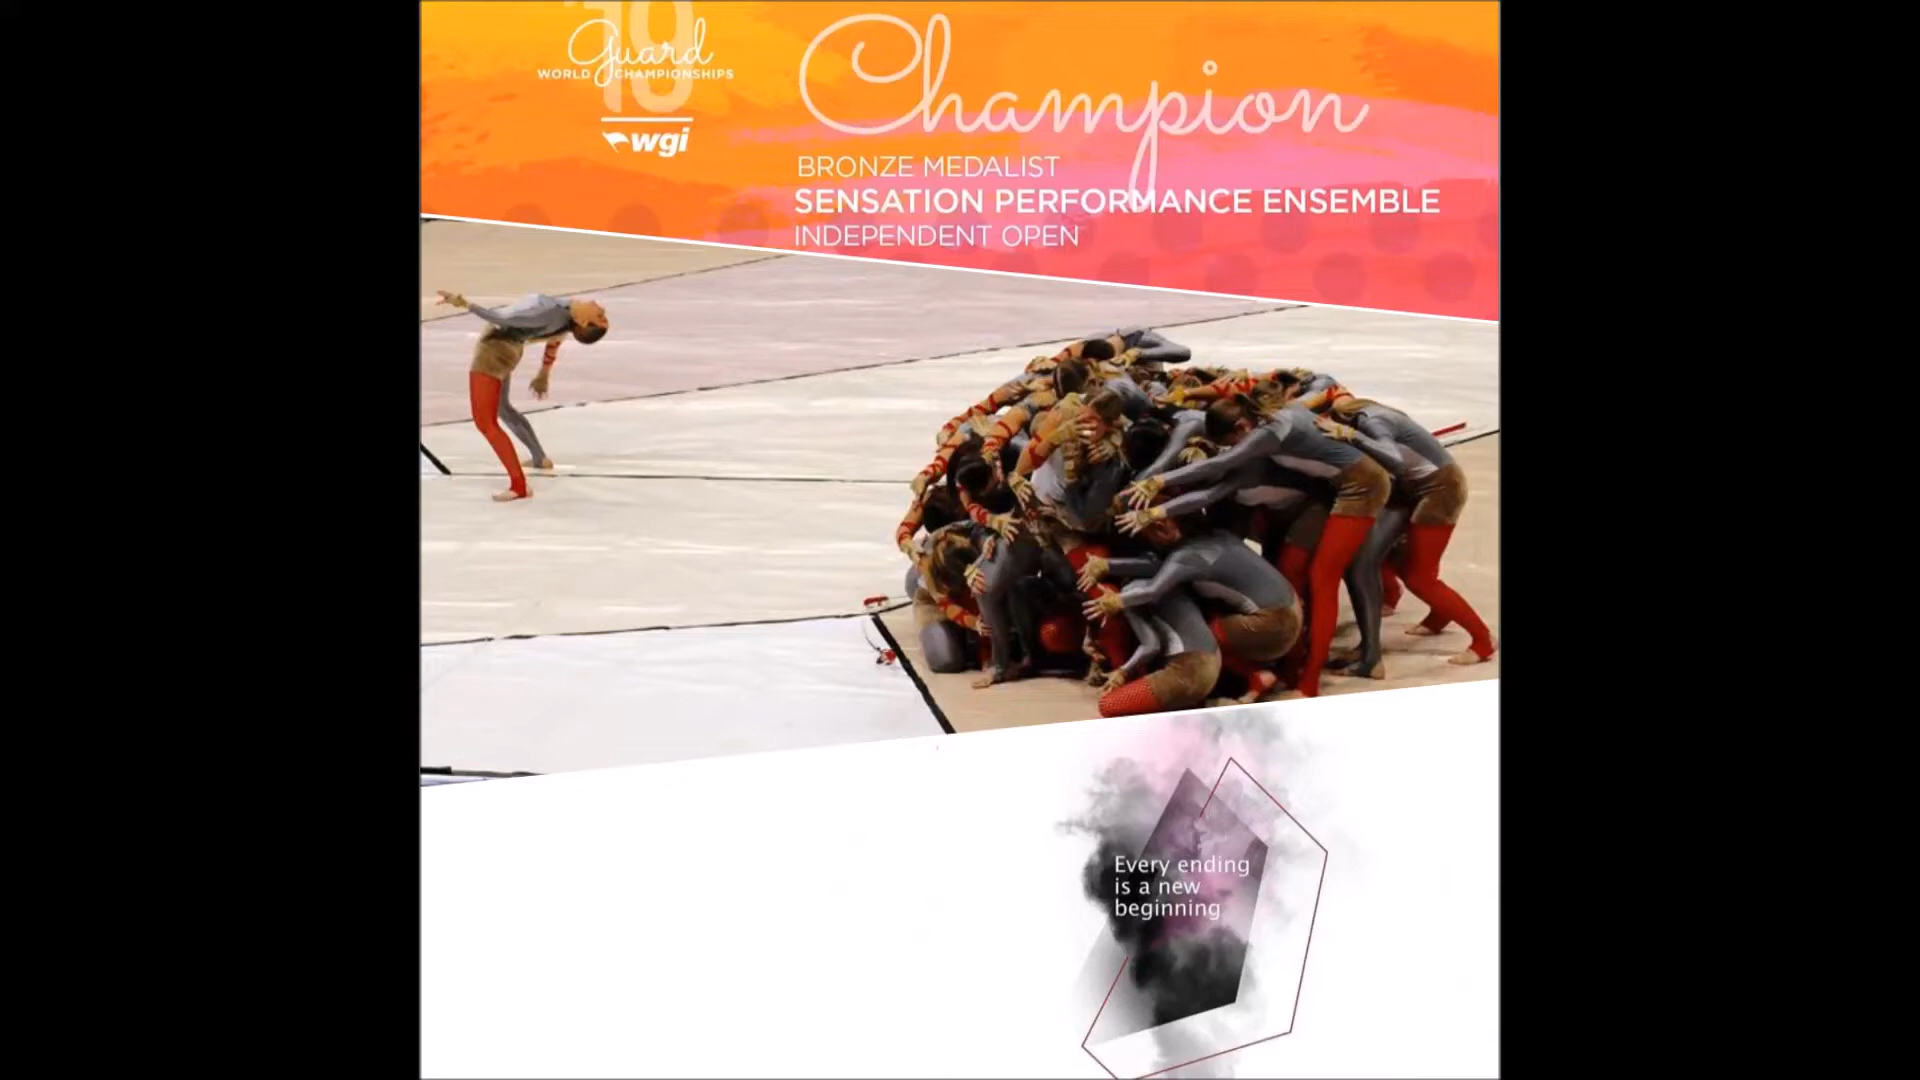 Guard
WORLD CHAMPIONSHIPS
wgi
Champion
BRONZE MEDALIST
SENSATION PERFORMANCE ENSEMBLE
INDEPENDENT OPEN
Every ending
is a new
beginning